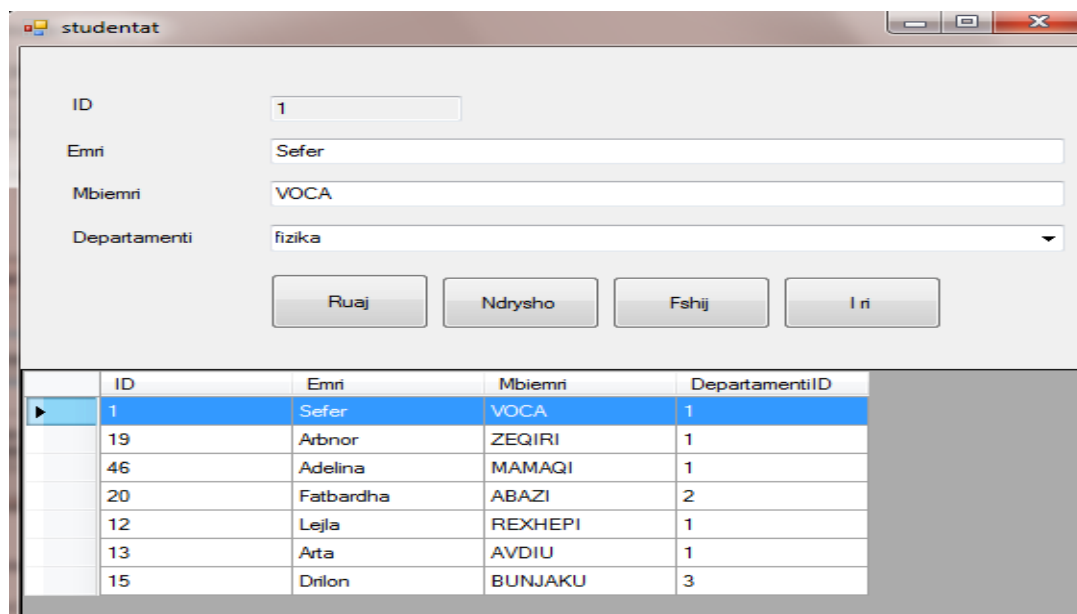 studentat
ID 1
Emri Sefer
Mbiemri VOCA
Departamenti fizika
Ruaj Ndrysho Fshij I ri
ID Emri Mbiemri DepartamentiID
1 Sefer VOCA 1
19 Arbnor ZEQIRI 1
46 Adelina MAMAQI 1
20 Fatbardha ABAZI 2
12 Lejla REXHEPI 1
13 Arta AVDIU 1
15 Drilon BUNJAKU 3